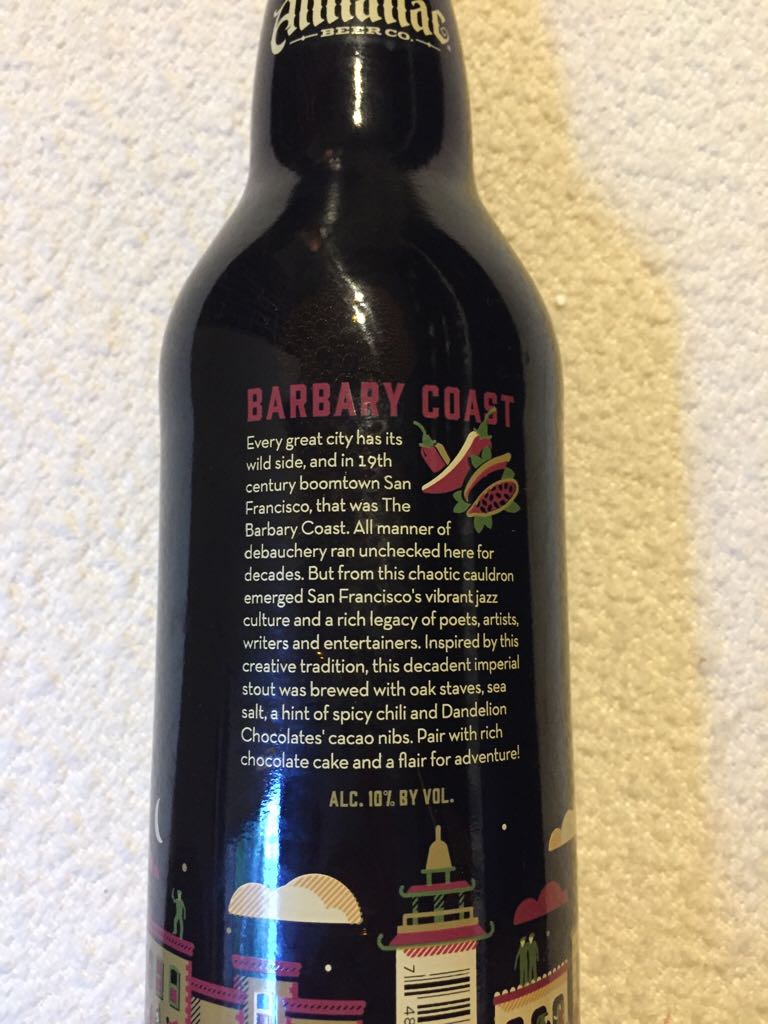 Almanac
BEER CO.
BARBARY COAST
Every great city has its
wild side, and in 19th
century boomtown San
Francisco, that was The
Barbary Coast. All manner of
debauchery ran unchecked here for
decades. But from this chaotic cauldron
emerged San Francisco's vibrant jazz
culture and a rich legacy of poets, artists,
writers and entertainers. Inspired by this
creative tradition, this decadent imperial
stout was brewed with oak staves, sea
salt, a hint of spicy chili and Dandelion
Chocolates' cacao nibs. Pair with rich
chocolate cake and a flair for adventure!
ALC. 10% BY VOL.
7 48